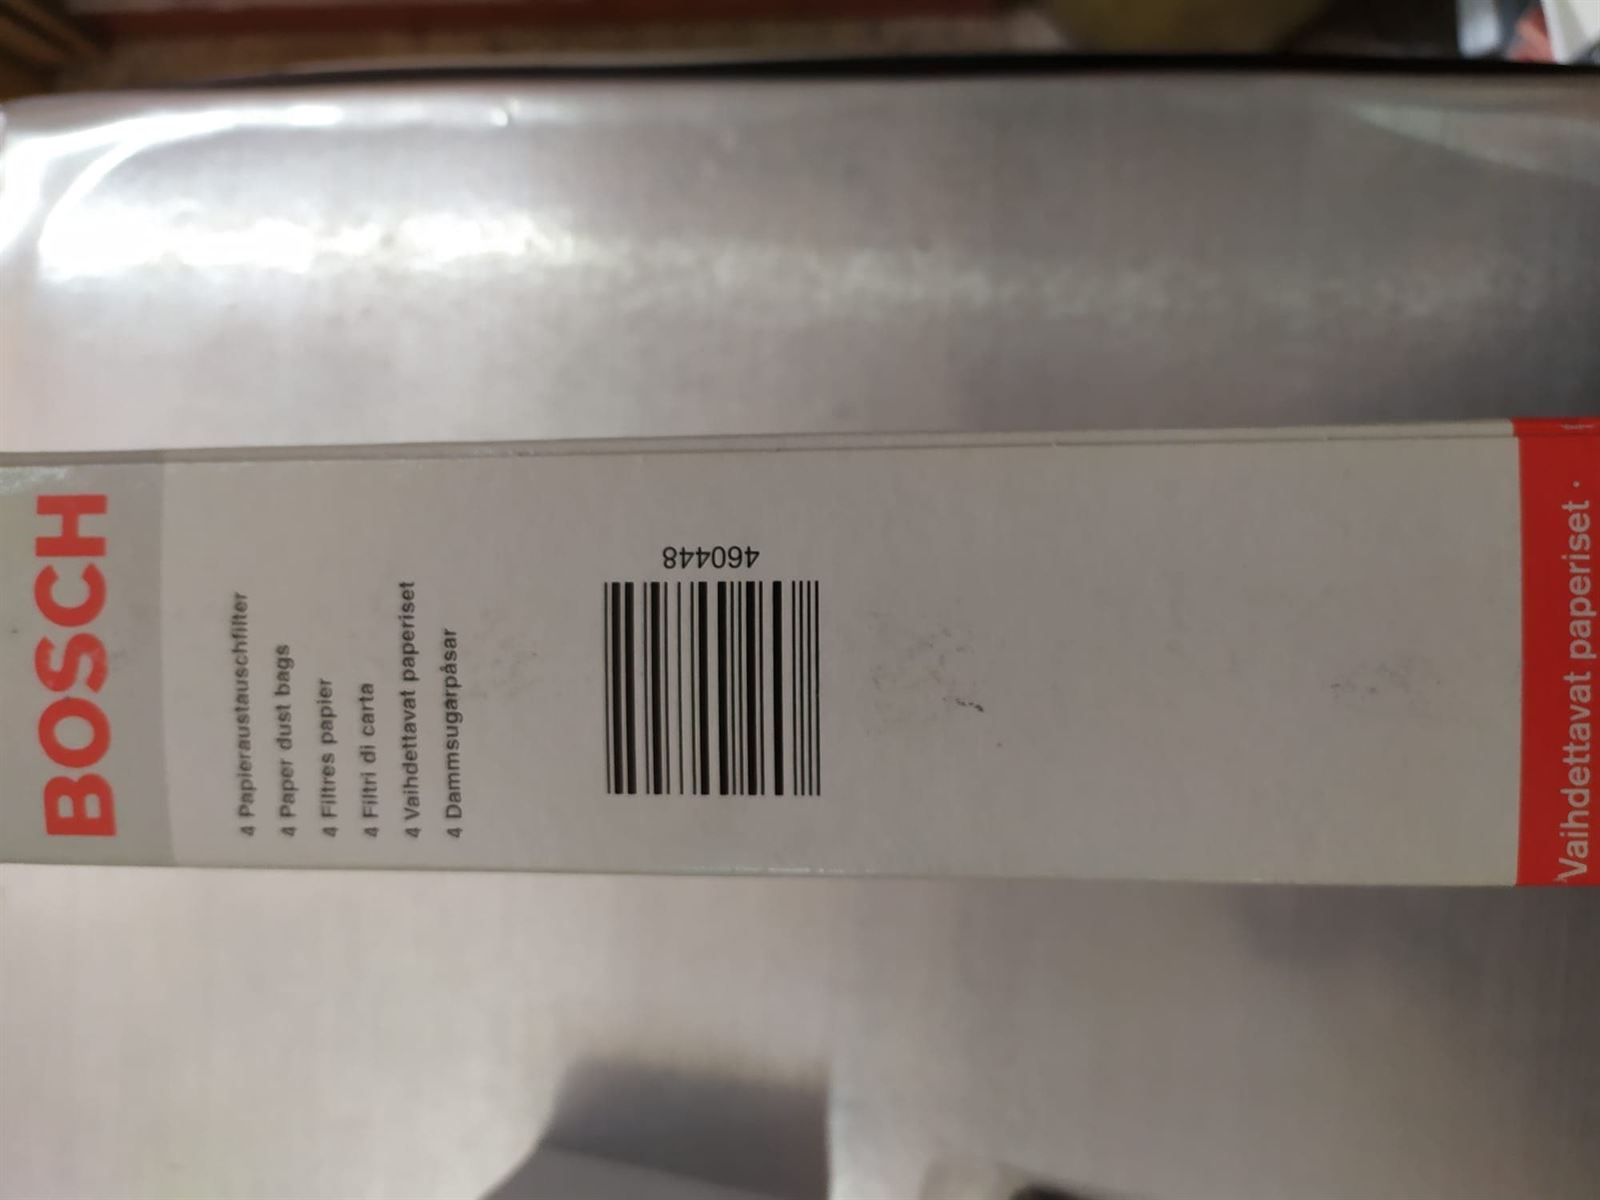 BOSCH
4 Papieraustauschfilter
4 Paper dust bags
4 Filtres papier
4 Filtri di carta
4 Vaihdettavat paperiset
4 Dammsugarpåsar
460448
Vaihdettavat paperiset ·